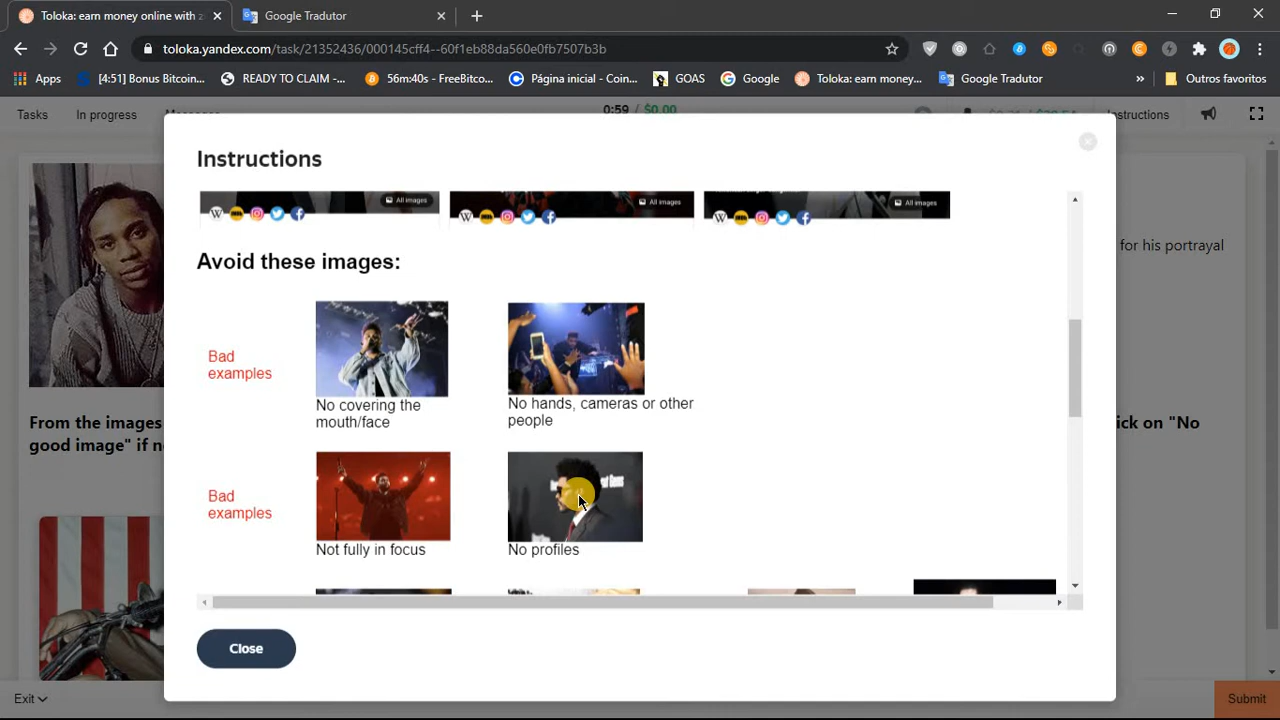 Toloka: earn money online with z
Google Tradutor
toloka.yandex.com/task/21352436/000145cff4--60f1eb88da560e0fb7507b3b
Apps
[4:51] Bonus Bitcoin...
READY TO CLAIM -...
56m:40s - FreeBitco...
Página inicial - Coin...
GOAS
Google
Toloka: earn money...
Google Tradutor
»
Outros favoritos
Tasks
In progress
0:59 / $0.00
Instructions
Instructions
All images
All images
All images
for his portrayal
Avoid these images:
Bad
examples
No covering the
mouth/face
No hands, cameras or other
people
From the images
good image" if
ick on "No
Bad
examples
Not fully in focus
No profiles
Close
Exit
Submit